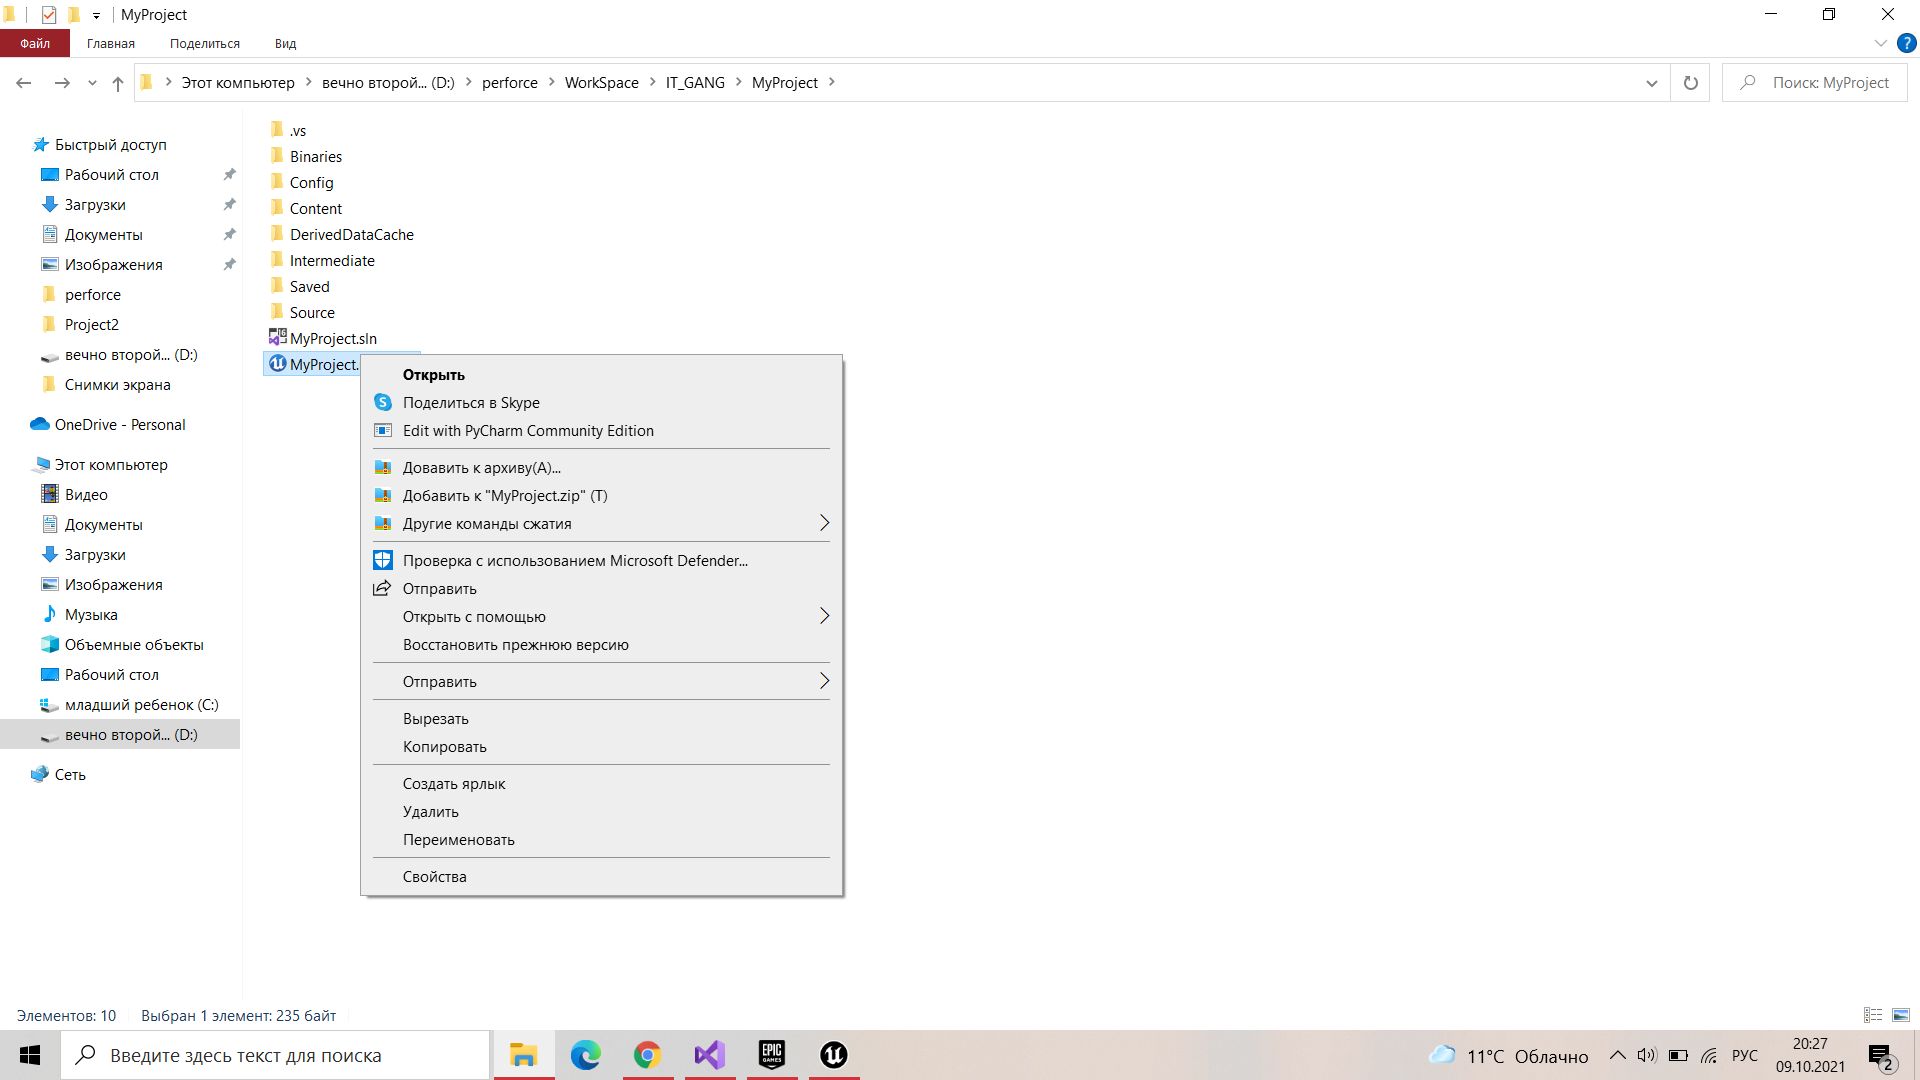 MyProject
Файл Главная Поделиться Вид
Этот компьютер вечно второй... (D:) perforce WorkSpace IT_GANG MyProject
Поиск: MyProject
Быстрый доступ
Рабочий стол
Загрузки
Документы
Изображения
perforce
Project2
вечно второй... (D:)
Снимки экрана
OneDrive - Personal
Этот компьютер
Видео
Документы
Загрузки
Изображения
Музыка
Объемные объекты
Рабочий стол
младший ребенок (C:)
вечно второй... (D:)
Сеть
.vs
Binaries
Config
Content
DerivedDataCache
Intermediate
Saved
Source
MyProject.sln
MyProject.
Открыть
Поделиться в Skype
Edit with PyCharm Community Edition
Довавить к архиву(A)...
Добавить к "MyProject.zip" (T)
Другие команды сжатия
Проверка с использованием Microsoft Defender...
Отправить
Открыть с помощью
Восстановить прежнюю версию
Отправить
Вырезать
Копировать
Создать ярлык
Удалить
Переименовать
Свойства
Элементов: 10 Выбран 1 элемент: 235 байт
Введите здесь текст для поиска
EPIC
GAMES
11°C Облачно
РУС
20:27
09.10.2021
2